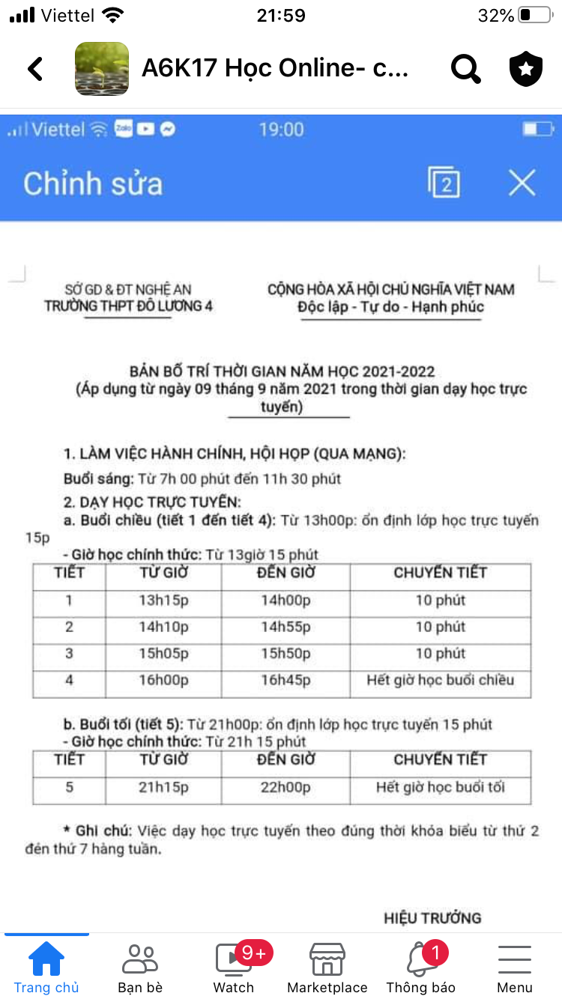 Viettel 21:59 32%
A6K17 Học Online- c...
Viettel Zalo 19:00
Chỉnh sửa 2
SỞ GD & ĐT NGHỆ AN CỘNG HÒA XÃ HỘI CHỦ NGHĨA VIỆT NAM
TRƯỜNG THPT ĐÔ LƯƠNG 4 Độc lập - Tự do - Hạnh phúc
BẢN BỐ TRÍ THỜI GIAN NĂM HỌC 2021-2022
(Áp dụng từ ngày 09 tháng 9 năm 2021 trong thời gian dạy học trực
tuyến)
1. LÀM VIỆC HÀNH CHÍNH, HỘI HỌP (QUA MẠNG):
Buổi sáng: Từ 7h 00 phút đến 11h 30 phút
2. DẠY HỌC TRỰC TUYẾN:
a. Buổi chiều (tiết 1 đến tiết 4): Từ 13h00p: ổn định lớp học trực tuyến
15p
- Giờ học chính thức: Từ 13giờ 15 phút
TIẾT TỪ GIỜ ĐẾN GIỜ CHUYỂN TIẾT
1 13h15p 14h00p 10 phút
2 14h10p 14h55p 10 phút
3 15h05p 15h50p 10 phút
4 16h00p 16h45p Hết giờ học buổi chiều
b. Buổi tối (tiết 5): Từ 21h00p: ổn định lớp học trực tuyến 15 phút
- Giờ học chính thức: Từ 21h 15 phút
TIẾT TỪ GIỜ ĐẾN GIỜ CHUYỂN TIẾT
5 21h15p 22h00p Hết giờ học buổi tối
* Ghi chú: Việc dạy học trực tuyến theo đúng thời khóa biểu từ thứ 2
đén thứ 7 hàng tuần.
HIỆU TRƯỞNG
9+ 1
Trang chủ Bạn bè Watch Marketplace Thông báo Menu